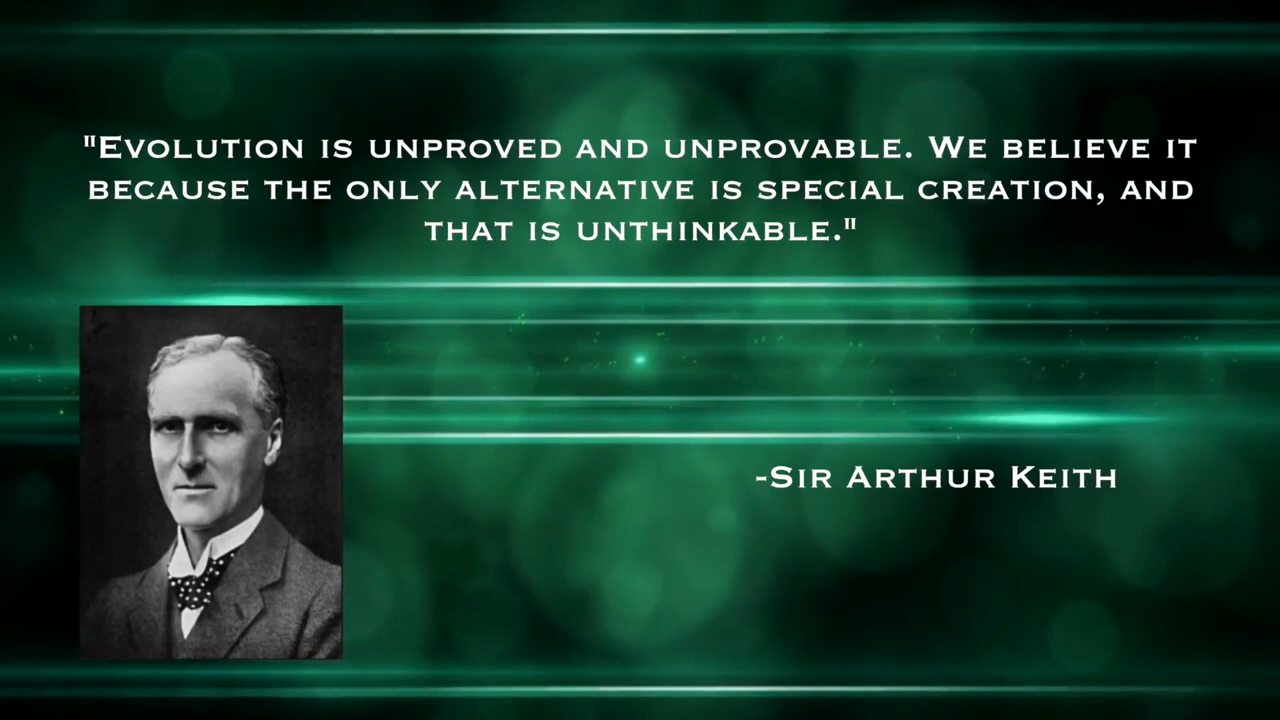 "Evolution is unproved and unprovable. We believe it
because the only alternative is special creation, and
that is unthinkable."
-Sir Arthur Keith